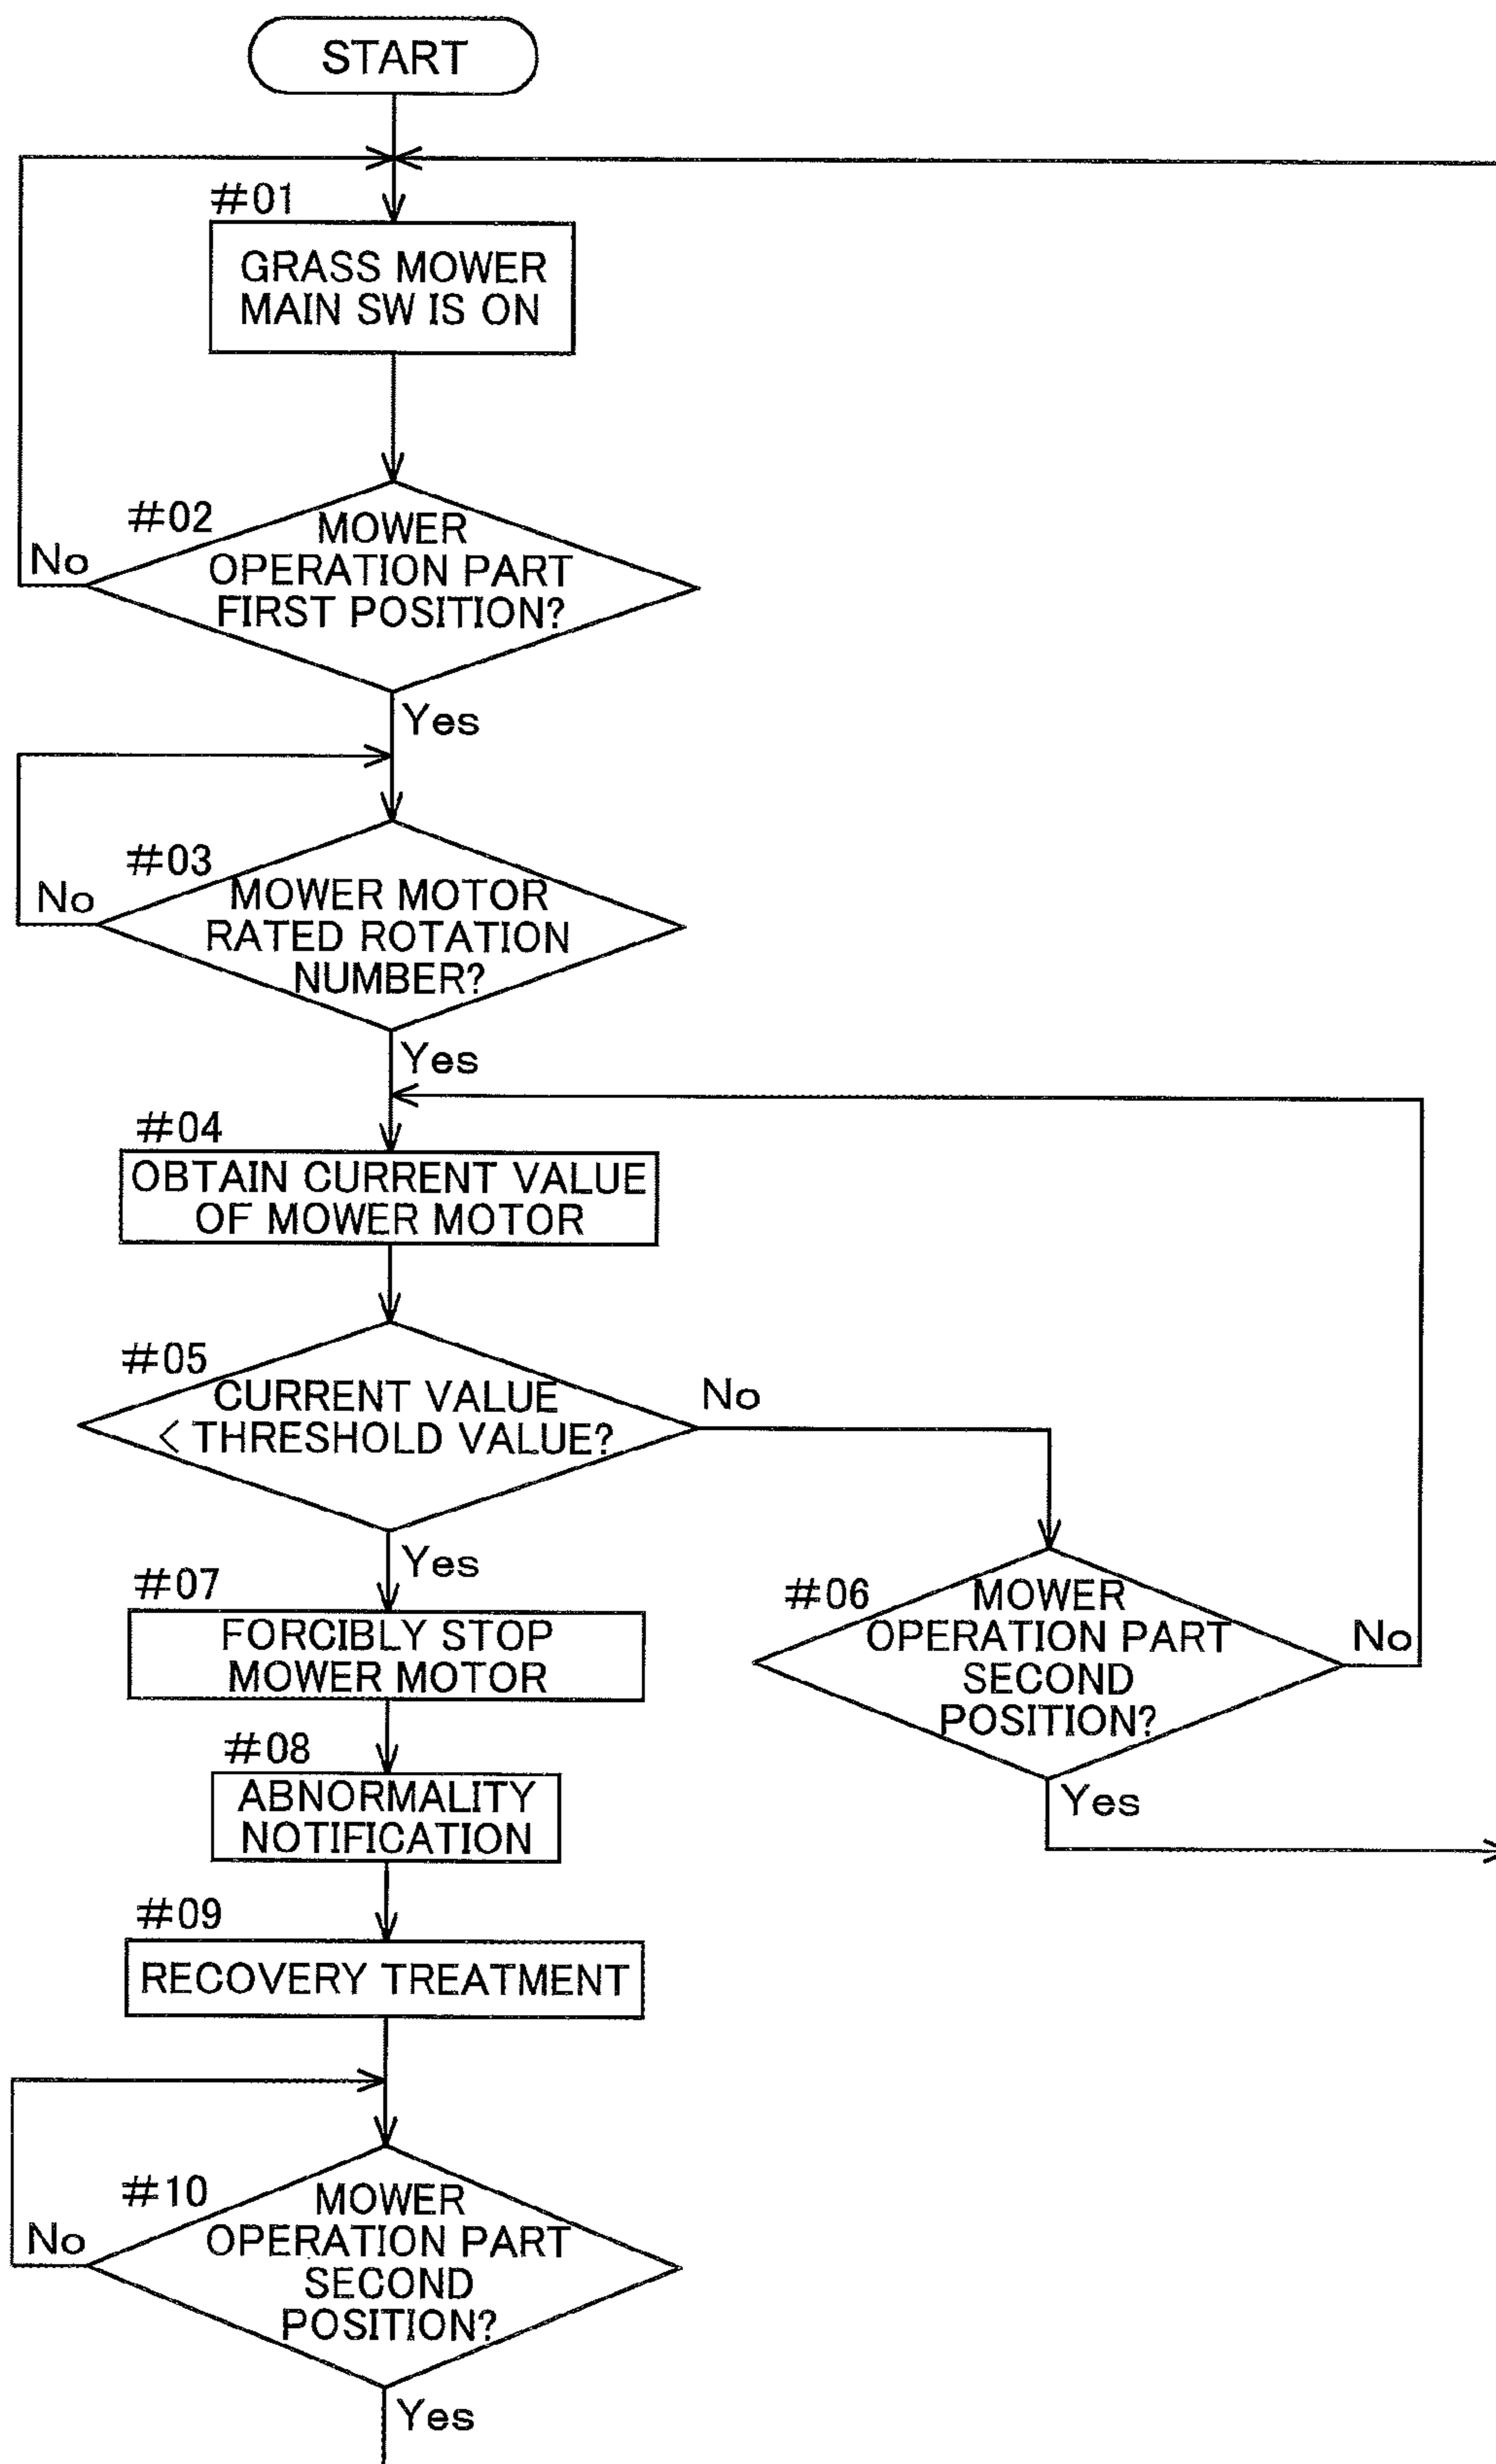 START
#01
GRASS MOWER
MAIN SW IS ON
#02
MOWER
OPERATION PART
FIRST POSITION?
No
Yes
#03
MOWER MOTOR
RATED ROTATION
NUMBER?
No
Yes
#04
OBTAIN CURRENT VALUE
OF MOWER MOTOR
#05
CURRENT VALUE
< THRESHOLD VALUE?
No
Yes
#06
MOWER
OPERATION PART
SECOND
POSITION?
No
Yes
#07
FORCIBLY STOP
MOWER MOTOR
#08
ABNORMALITY
NOTIFICATION
#09
RECOVERY TREATMENT
#10
MOWER
OPERATION PART
SECOND
POSITION?
No
Yes